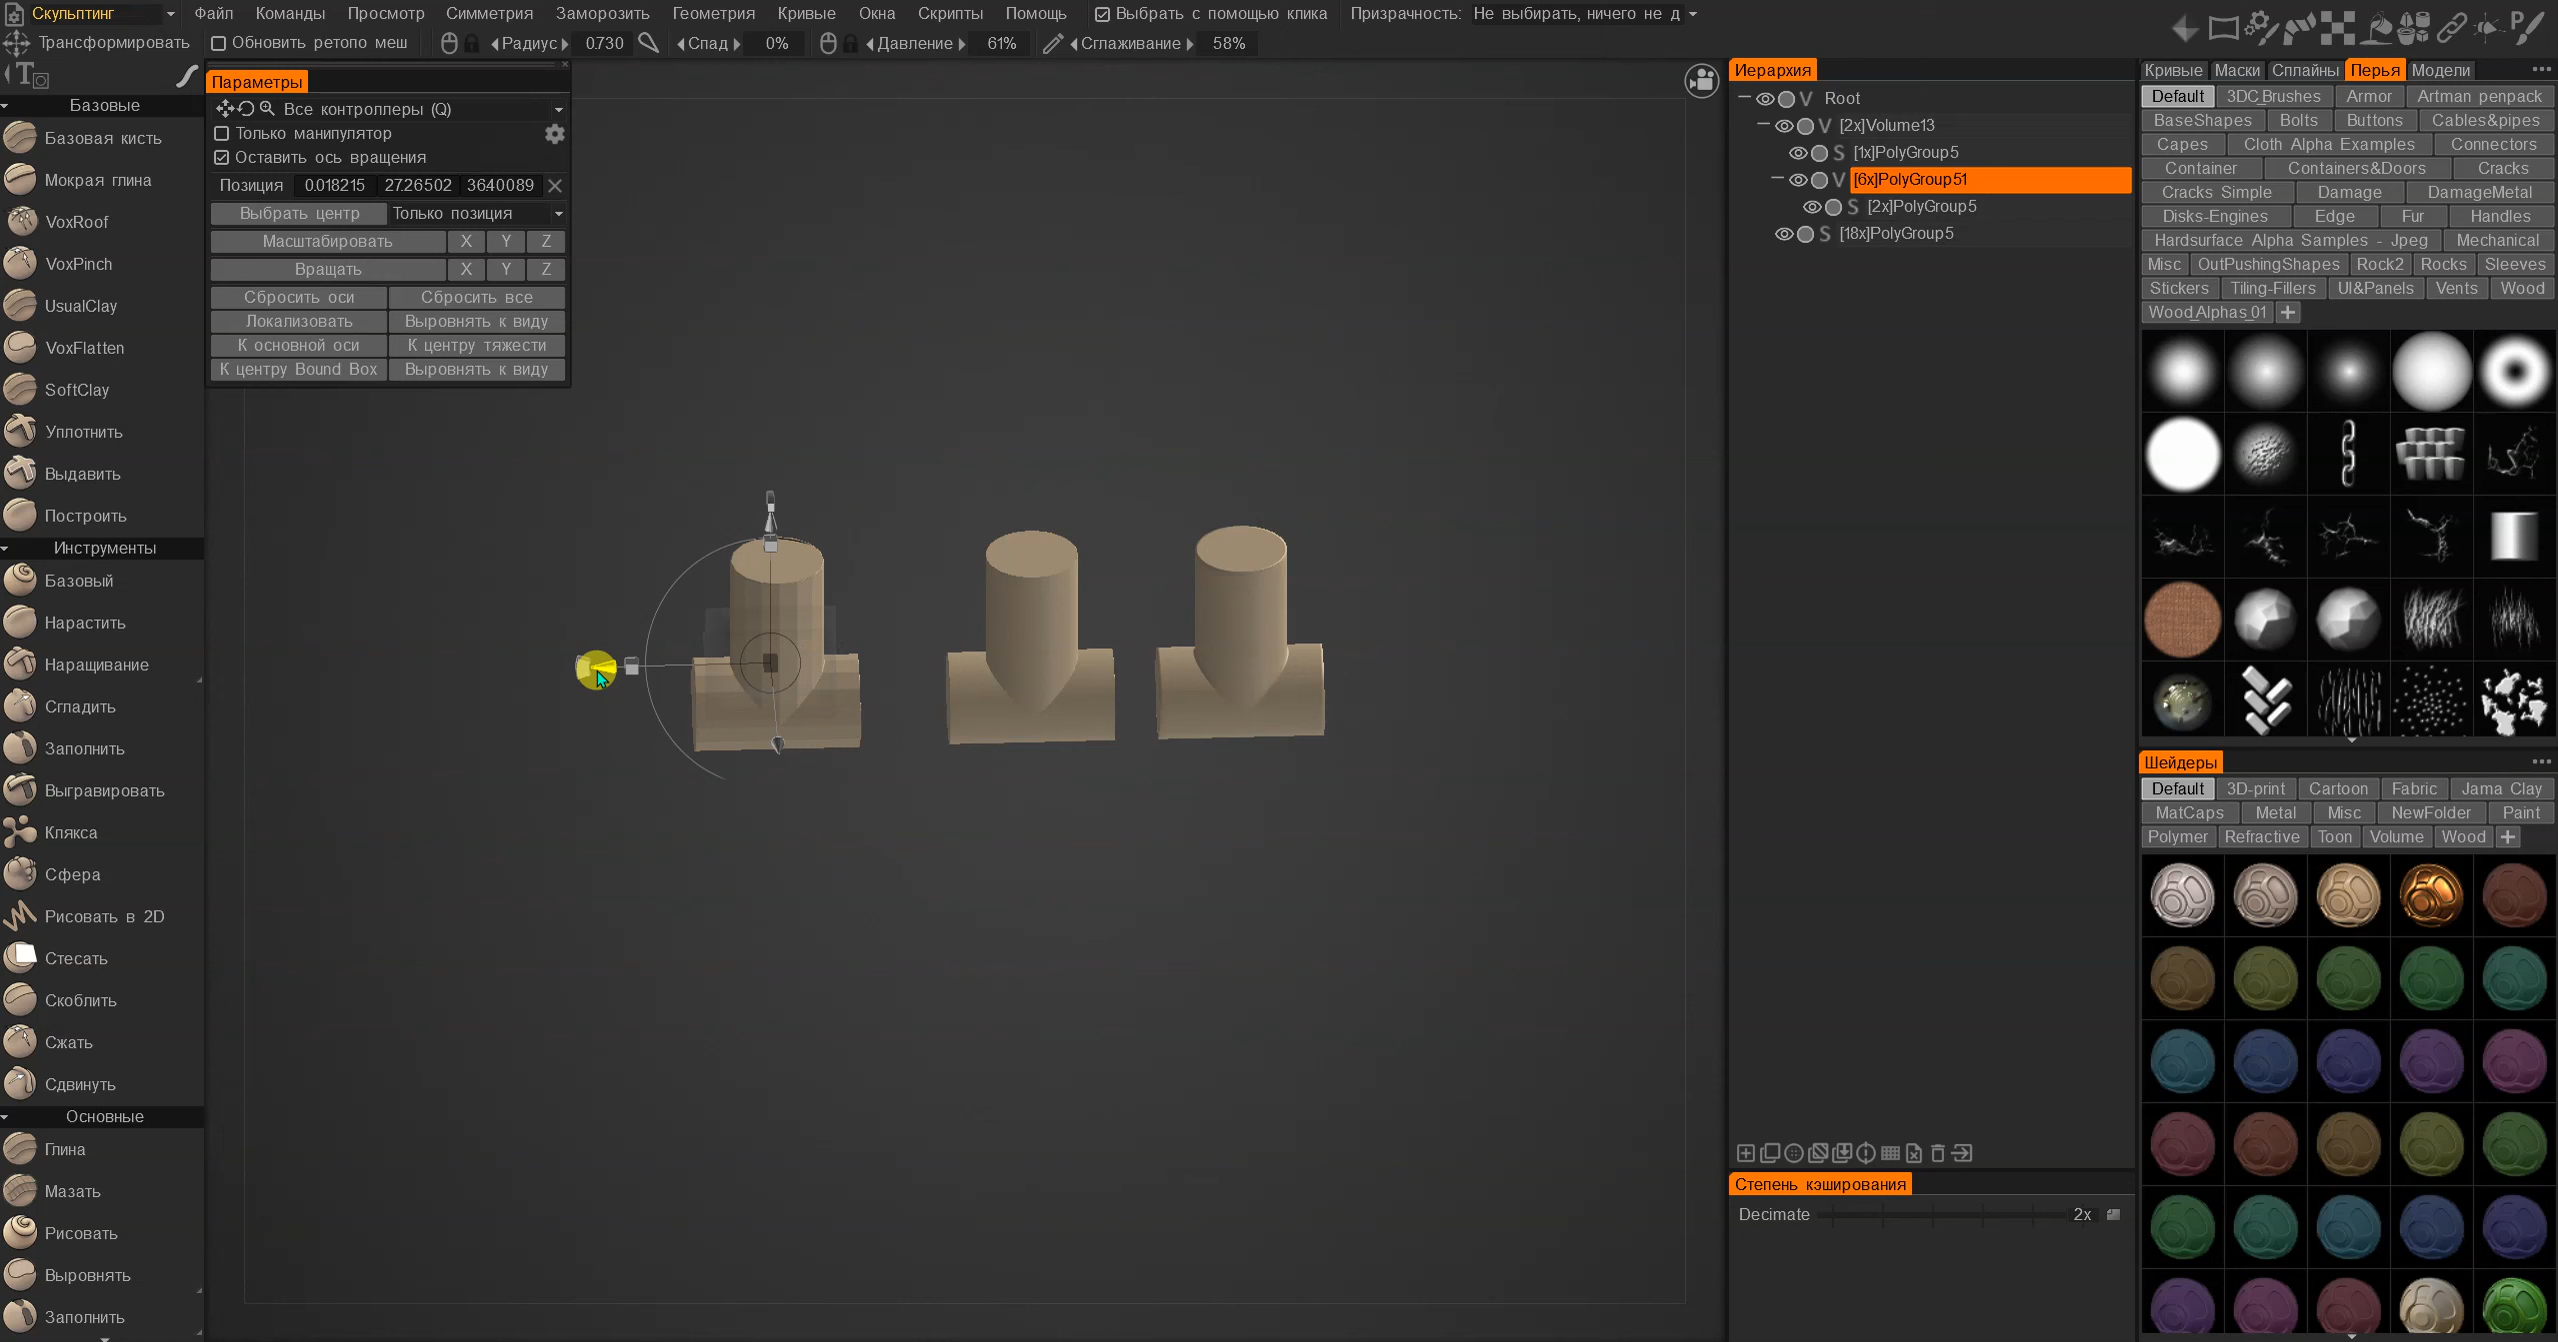 Скульптинг Файл Команды Просмотр Симметрия Заморозить Геометрия Кривые Окна Скрипты Помощь Выбрать с помощью клика Призрачность: Не выбирать, ничего не д
Трансформировать Обновить ретопо меш Радиус 0.730 Спад 0% Давление 61% Сглаживание 58%
Базовые
Базовая кисть
Мокрая глина
VoxRoof
VoxPinch
UsualClay
VoxFlatten
SoftClay
Уплотнить
Выдавить
Построить
Инструменты
Базовый
Нарастить
Наращивание
Сгладить
Заполнить
Выгравировать
Клякса
Сфера
Рисовать в 2D
Стесать
Скоблить
Сжать
Сдвинуть
Основные
Глина
Мазать
Рисовать
Выровнять
Заполнить
Параметры
Все контроллеры (Q)
Только манипулятор
Оставить ось вращения
Позиция 0.018215 27.26502 3640089
Выбрать центр Только позиция
Масштабировать X Y Z
Вращать X Y Z
Сбросить оси Сбросить все
Локализовать Выровнять к виду
К основной оси К центру тяжести
К центру Bound Box Выровнять к виду
Иерархия
V Root
V [2x]Volume13
S [1x]PolyGroup5
V [6x]PolyGroup51
S [2x]PolyGroup5
S [18x]PolyGroup5
Степень кэширования
Decimate 2x
Кривые Маски Сплайны Перья Модели
Default 3DC_Brushes Armor Artman penpack
BaseShapes Bolts Buttons Cables&pipes
Capes Cloth Alpha Examples Connectors
Container Containers&Doors Cracks
Cracks Simple Damage DamageMetal
Disks-Engines Edge Fur Handles
Hardsurface Alpha Samples - Jpeg Mechanical
Misc OutPushingShapes Rock2 Rocks Sleeves
Stickers Tiling-Fillers UI&Panels Vents Wood
Wood_Alphas_01
Шейдеры
Default 3D-print Cartoon Fabric Jama Clay
MatCaps Metal Misc NewFolder Paint
Polymer Refractive Toon Volume Wood